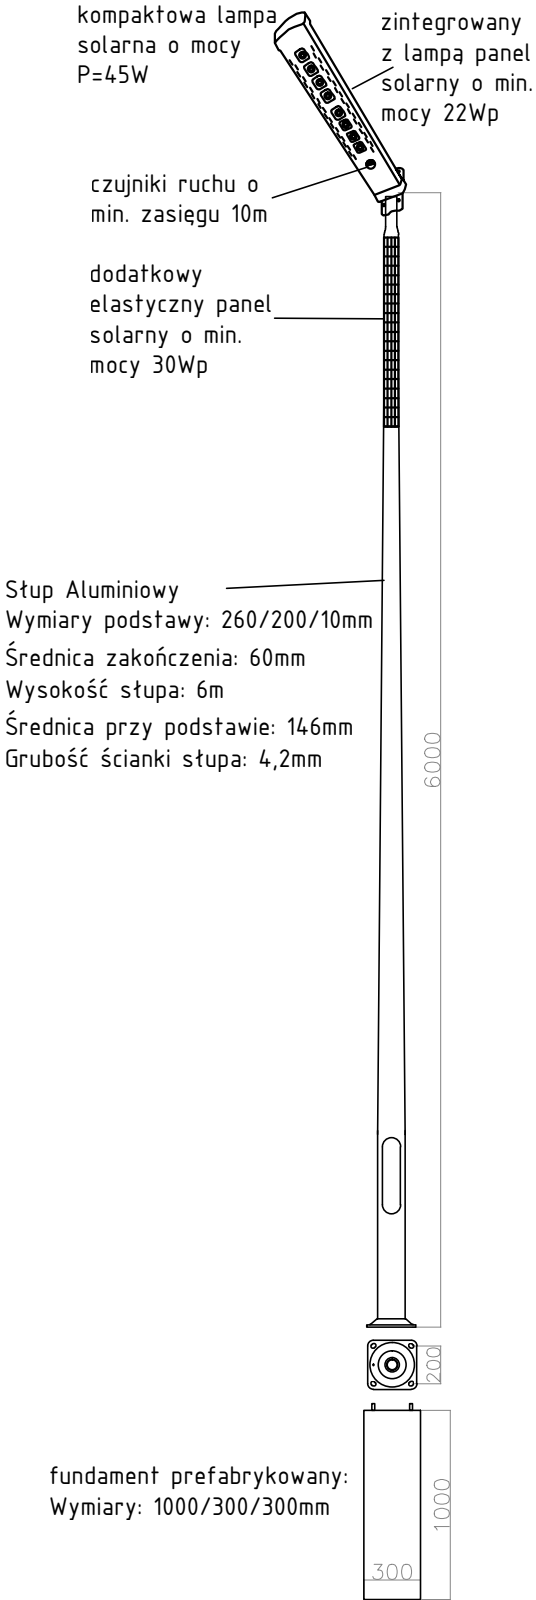 kompaktowa lampa
solarna o mocy
P=45W
zintegrowany
z lampą panel
solarny o min.
mocy 22Wp
czujniki ruchu o
min. zasięgu 10m
dodatkowy
elastyczny panel
solarny o min.
mocy 30Wp
Słup Aluminiowy
Wymiary podstawy: 260/200/10mm
Średnica zakończenia: 60mm
Wysokość słupa: 6m
Średnica przy podstawie: 146mm
Grubość ścianki słupa: 4,2mm
6000
200
fundament prefabrykowany:
Wymiary: 1000/300/300mm
1000
300